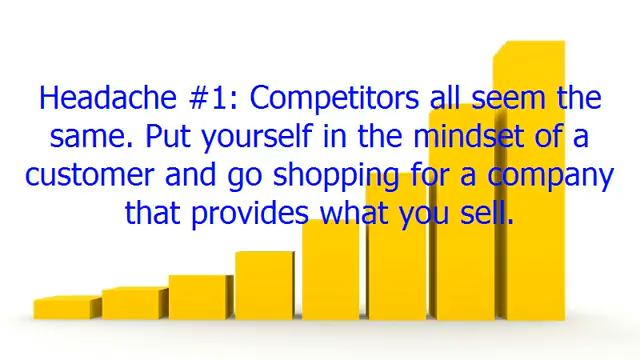 Headache #1: Competitors all seem the
same. Put yourself in the mindset of a
customer and go shopping for a company
that provides what you sell.